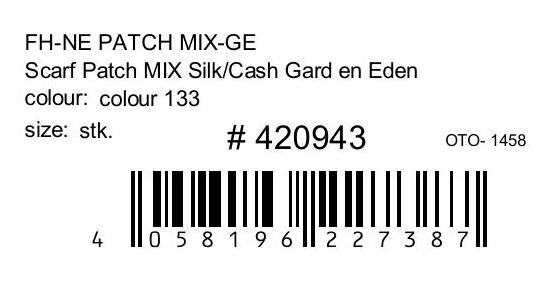 FH-NE PATCH MIX-GE
Scarf Patch MIX Silk/Cash Gard en Eden
colour: colour 133
size: stk.
# 420943
OTO- 1458
4 058196 227387